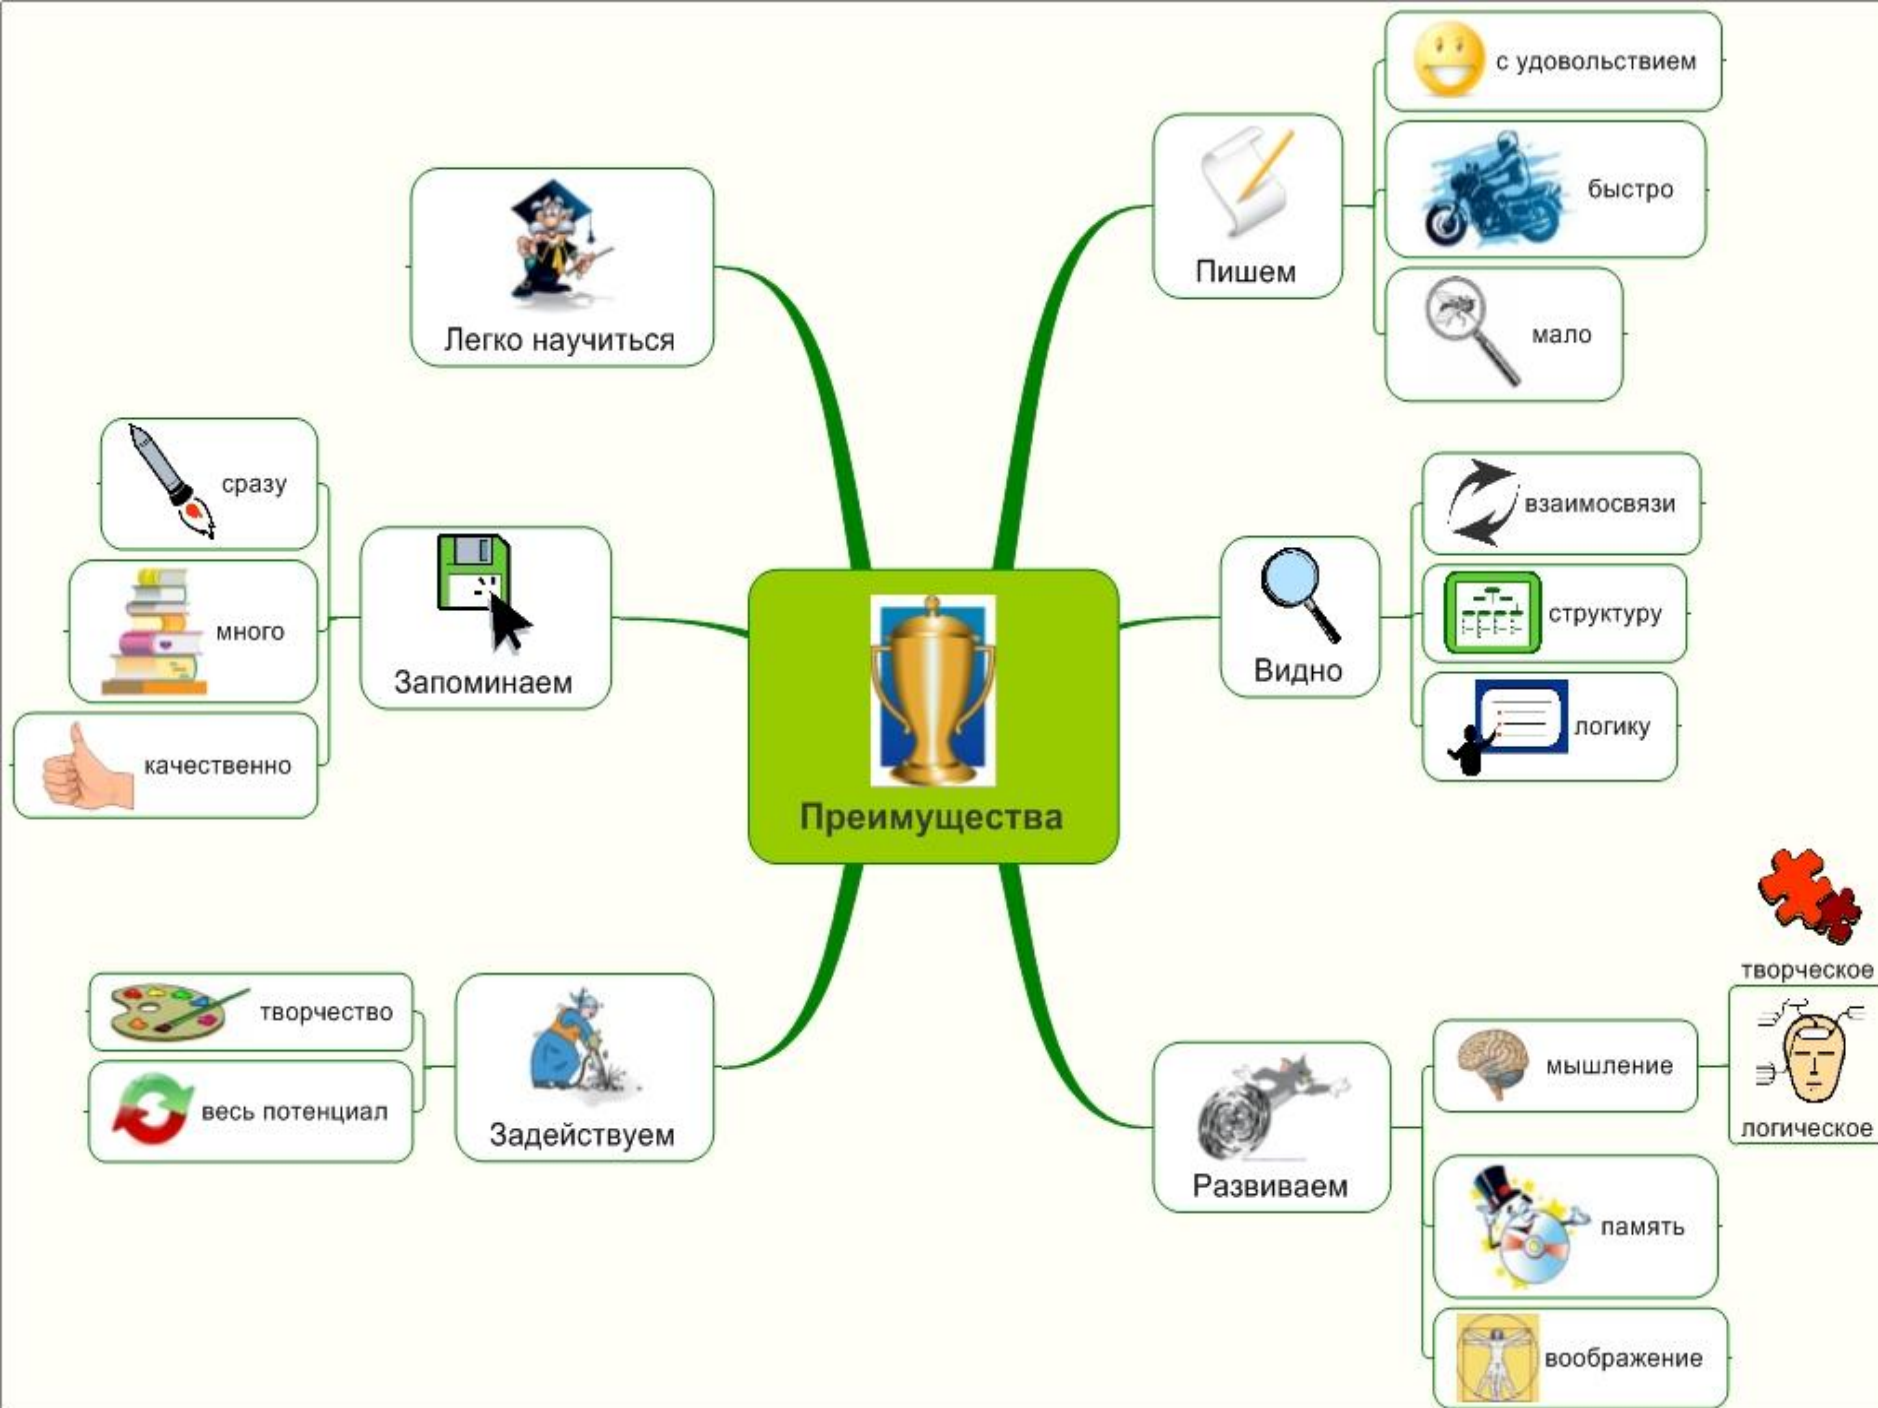 Преимущества
Пишем
с удовольствием
быстро
мало
Видно
взаимосвязи
структуру
логику
Развиваем
мышление
творческое
логическое
память
воображение
Задействуем
творчество
весь потенциал
Запоминаем
сразу
много
качественно
Легко научиться